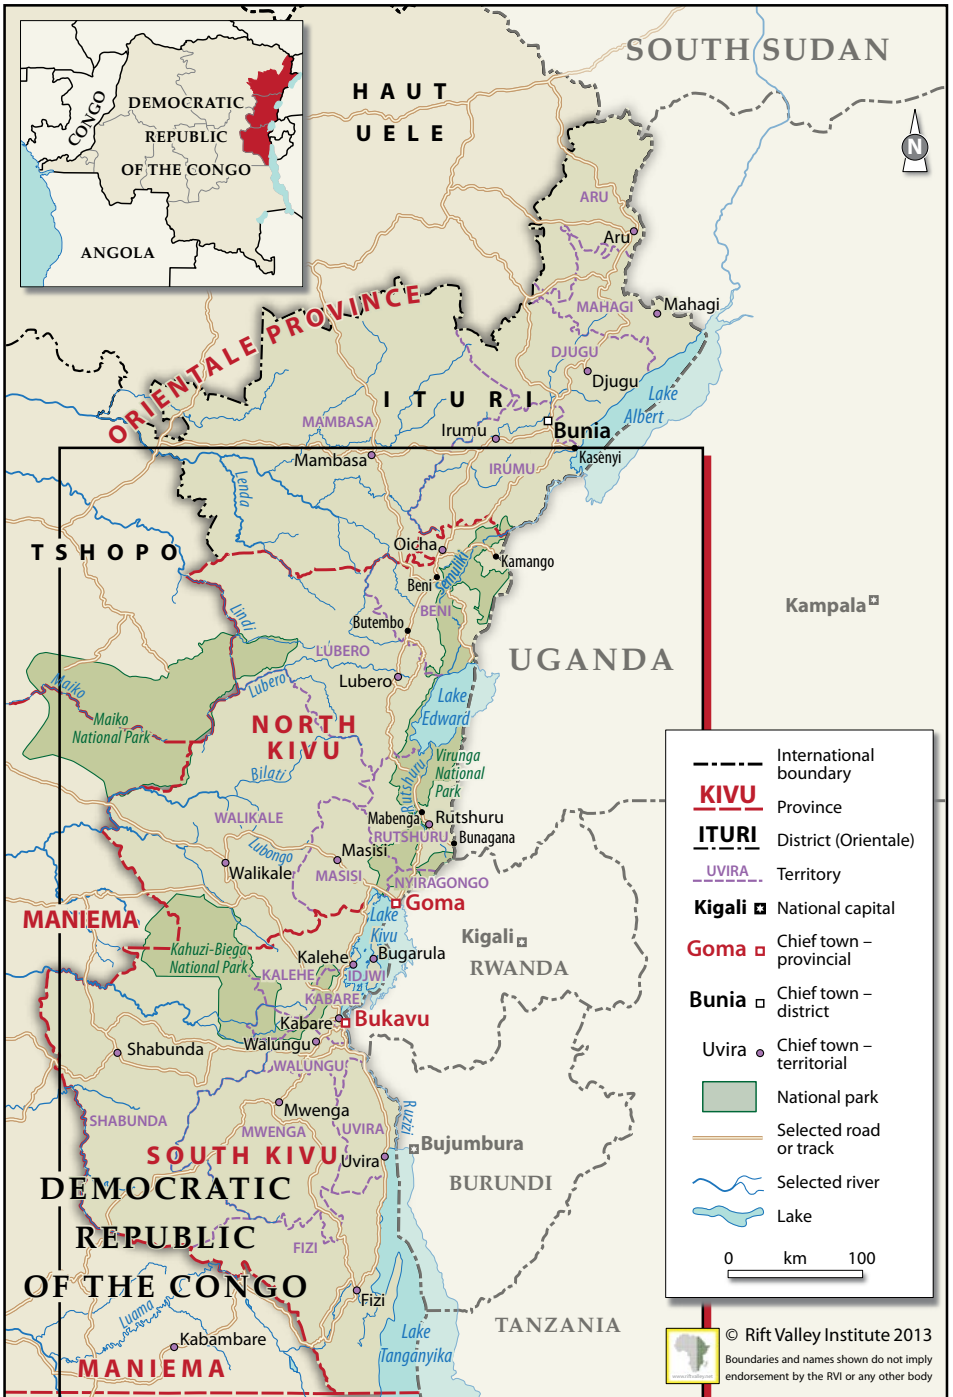 SOUTH SUDAN
HAUT
UELE
DEMOCRATIC
REPUBLIC
OF THE CONGO
CONGO
ANGOLA
N
ARU
Aru
MAHAGI
Mahagi
DJUGU
Djugu
ORIENTALE PROVINCE
ITURI
Lake
Albert
MAMBASA
Irumu
Bunia
Mambasa
IRUMU
Kasenyi
Lenda
TSHOPO
Oicha
Kamango
Semuliki
Beni
BENI
Lindi
Butembo
Kampala
LUBERO
UGANDA
Lubero
Lubero
Maiko
Maiko
National Park
Lake
Edward
NORTH
KIVU
Bilati
Virunga
National
Park
Rutshuru
WALIKALE
Mabenga
Rutshuru
RUTSHURU
Bunagana
Lubongo
Masisi
Walikale
MASISI
NYIRAGONGO
Goma
MANIEMA
Lake
Kivu
Kigali
Kahuzi-Biega
National Park
Kalehe
Bugarula
RWANDA
KALEHE
IDJWI
KABARE
Kabare
Bukavu
Walungu
Shabunda
WALUNGU
Mwenga
SHABUNDA
MWENGA
UVIRA
Ruzizi
Bujumbura
SOUTH KIVU
Uvira
BURUNDI
DEMOCRATIC
REPUBLIC
OF THE CONGO
FIZI
Fizi
Luama
Kabambare
MANIEMA
Lake
Tanganyika
TANZANIA
International
boundary
KIVU
Province
ITURI
District (Orientale)
UVIRA
Territory
Kigali
National capital
Goma
Chief town –
provincial
Bunia
Chief town –
district
Uvira
Chief town –
territorial
National park
Selected road
or track
Selected river
Lake
0 km 100
www.riftvalley.net
© Rift Valley Institute 2013
Boundaries and names shown do not imply
endorsement by the RVI or any other body